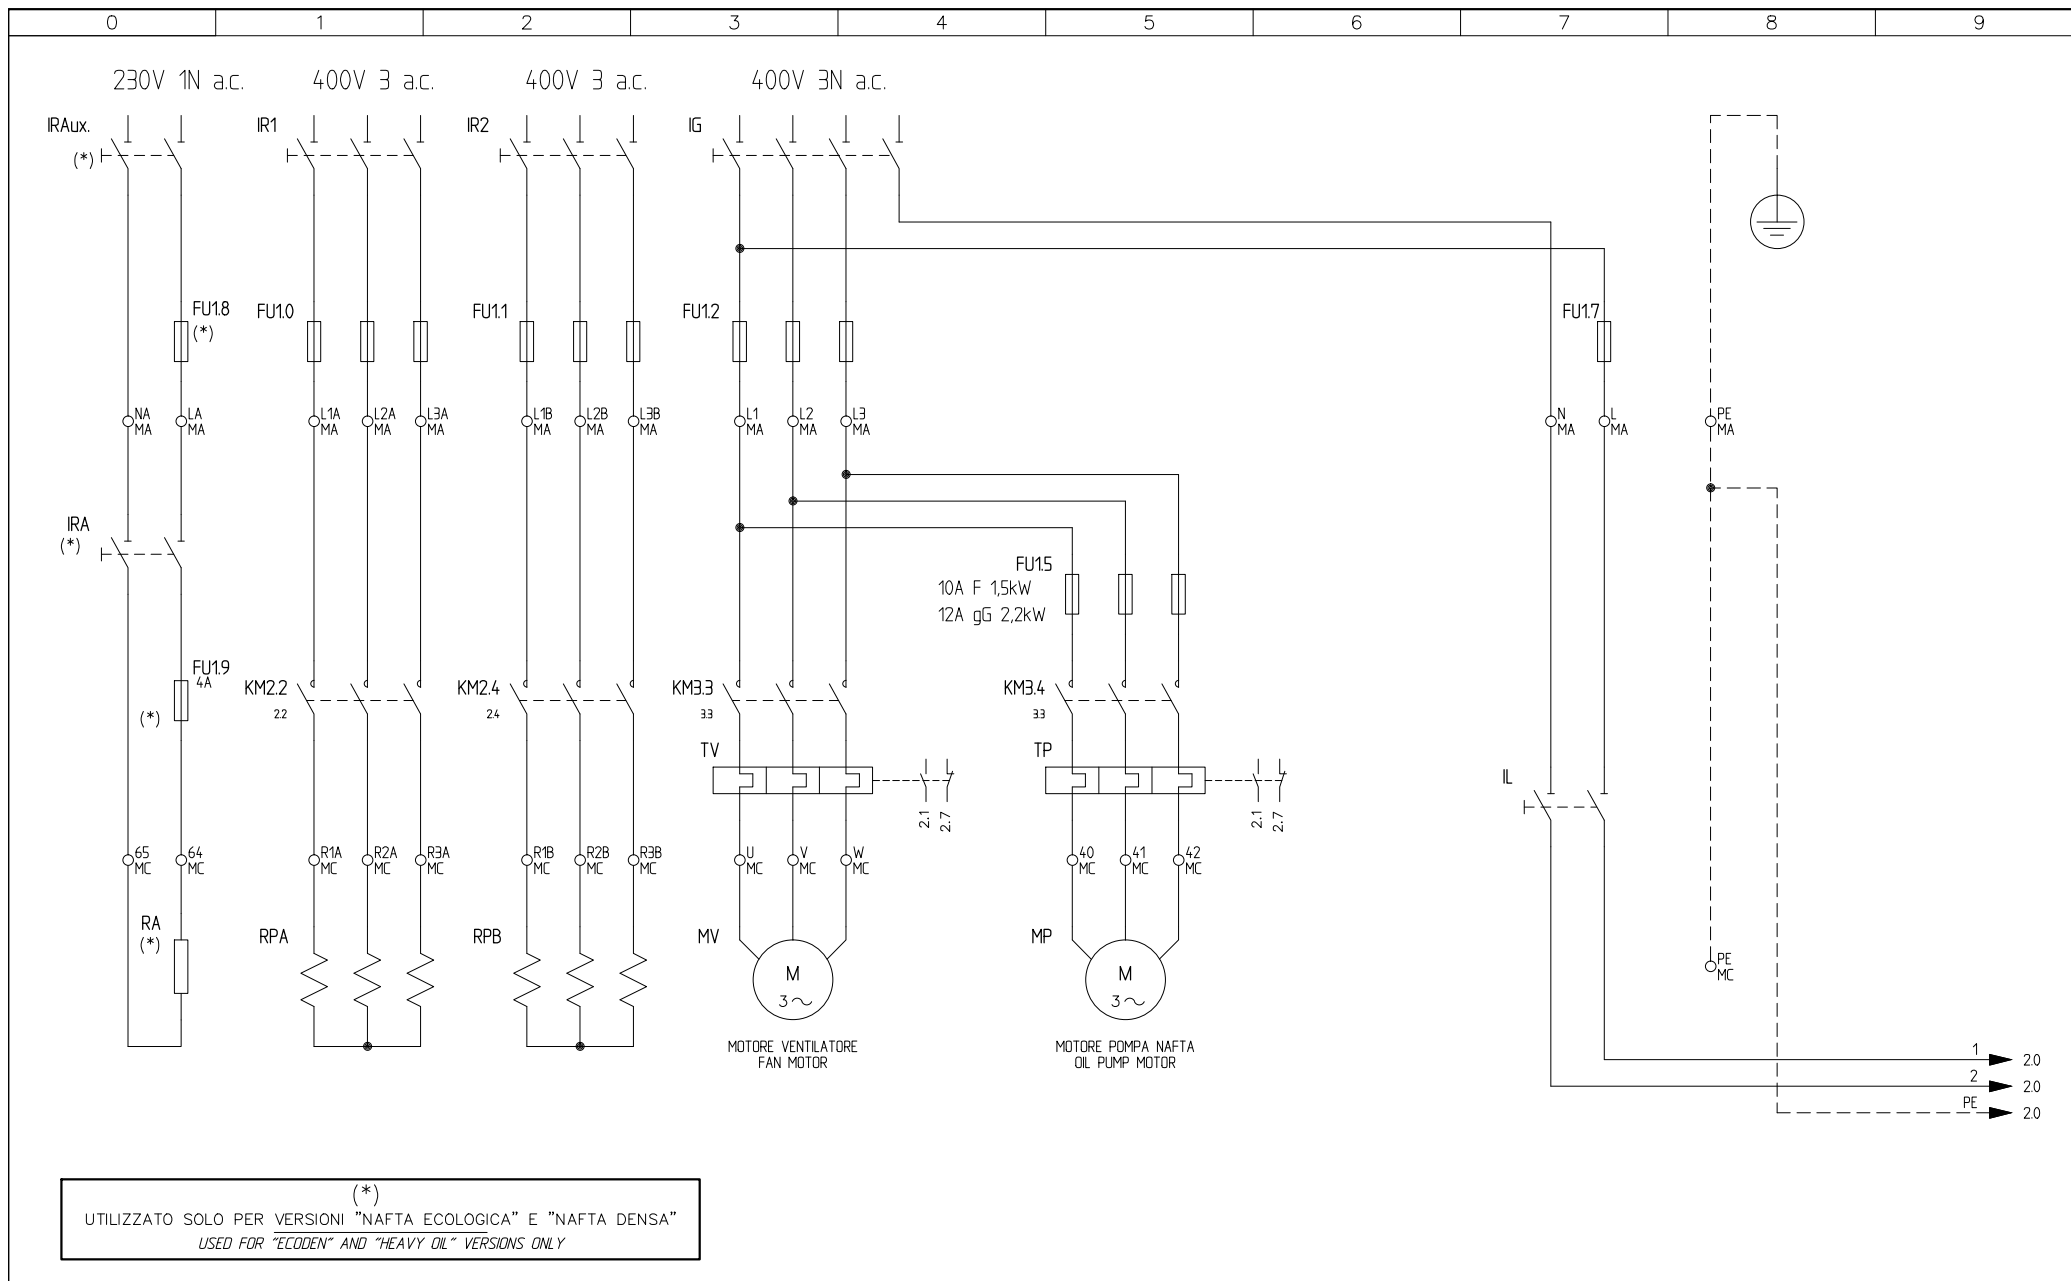 0 1 2 3 4 5 6 7 8 9
230V 1N a.c. 400V 3 a.c. 400V 3 a.c. 400V 3N a.c.
IRAux. IR1 IR2 IG
(*)
FU1.8 FU1.0 FU1.1 FU1.2 FU1.7
(*)
NA LA L1A L2A L3A L1B L2B L3B L1 L2 L3 N L PE
MA MA MA MA MA MA MA MA MA MA MA MA MA MA
IRA
(*)
FU1.5
10A F 1,5kW
12A gG 2,2kW
FU1.9
4A
(*)
KM2.2 KM2.4 KM3.3 KM3.4
2.2 2.4 3.3 3.3
TV TP IL
2.1 2.7 2.1 2.7
65 64 R1A R2A R3A R1B R2B R3B U V W 40 41 42
MC MC MC MC MC MC MC MC MC MC MC MC MC MC
RA RPA RPB MV MP
(*)
M M
3~ 3~
PE
MC
MOTORE VENTILATORE
FAN MOTOR
MOTORE POMPA NAFTA
OIL PUMP MOTOR
1 2.0
2 2.0
PE 2.0
(*)
UTILIZZATO SOLO PER VERSIONI "NAFTA ECOLOGICA" E "NAFTA DENSA"
USED FOR "ECODEN" AND "HEAVY OIL" VERSIONS ONLY